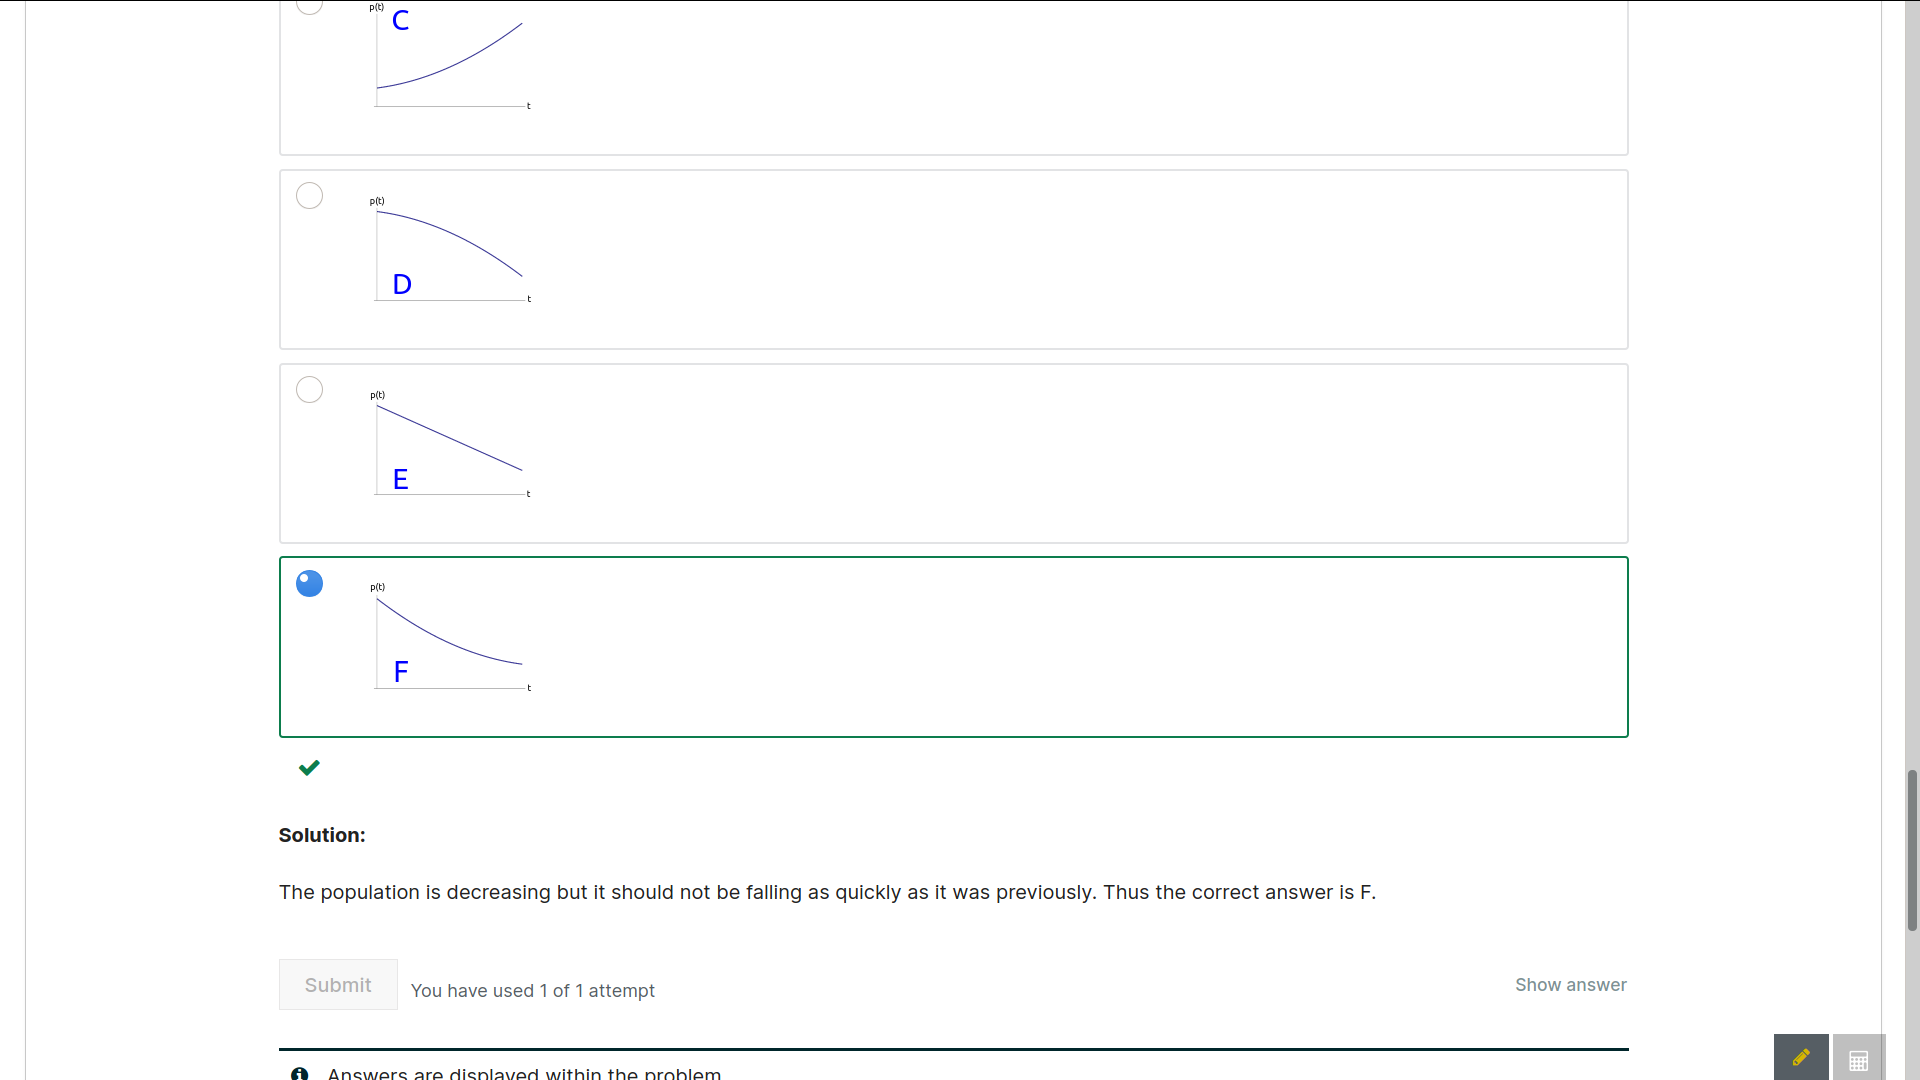 p(t)
C
t
p(t)
D
t
p(t)
E
t
p(t)
F
t
Solution:
The population is decreasing but it should not be falling as quickly as it was previously. Thus the correct answer is F.
Submit
You have used 1 of 1 attempt
Show answer
Answers are displayed within the problem